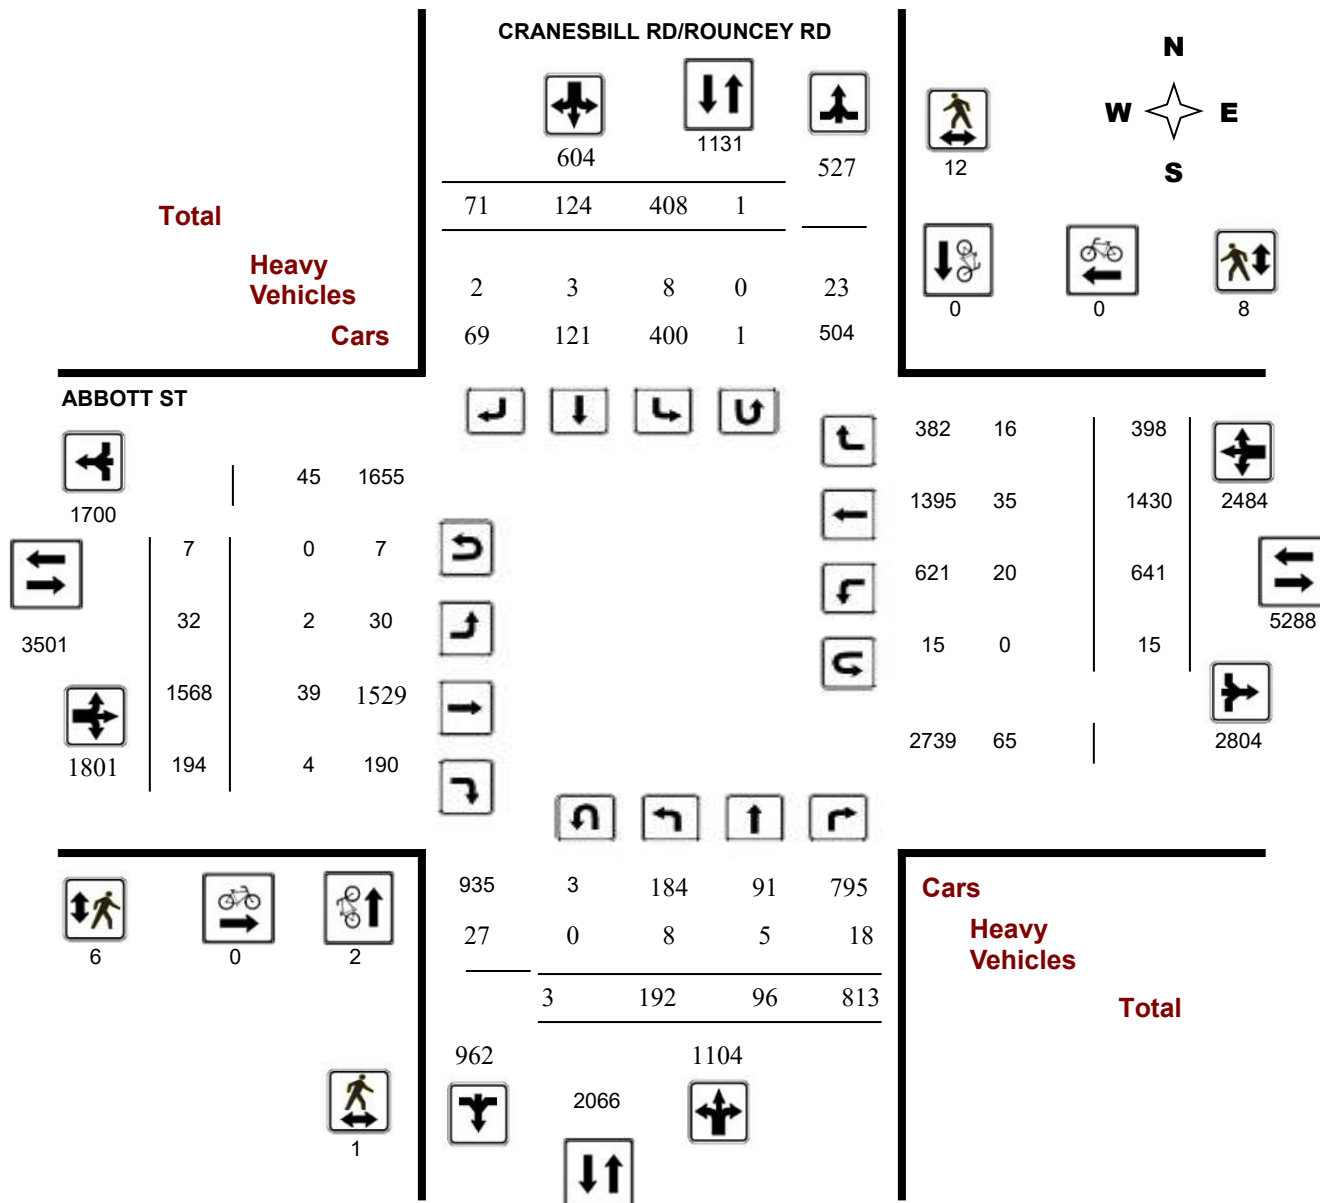 CRANESBILL RD/ROUNCEY RD
N
W E
S
604
1131
527
12
71 124 408 1
Total
Heavy
Vehicles
2 3 8 0 23
Cars
69 121 400 1 504
0 0 8
ABBOTT ST
382 16 398
45 1655
1700
1395 35 1430 2484
7 0 7
621 20 641
32 2 30
3501
5288
15 0 15
1568 39 1529
2739 65 2804
1801 194 4 190
935 3 184 91 795
Cars
27 0 8 5 18
Heavy
Vehicles
6 0 2
3 192 96 813
Total
962 1104
2066
1